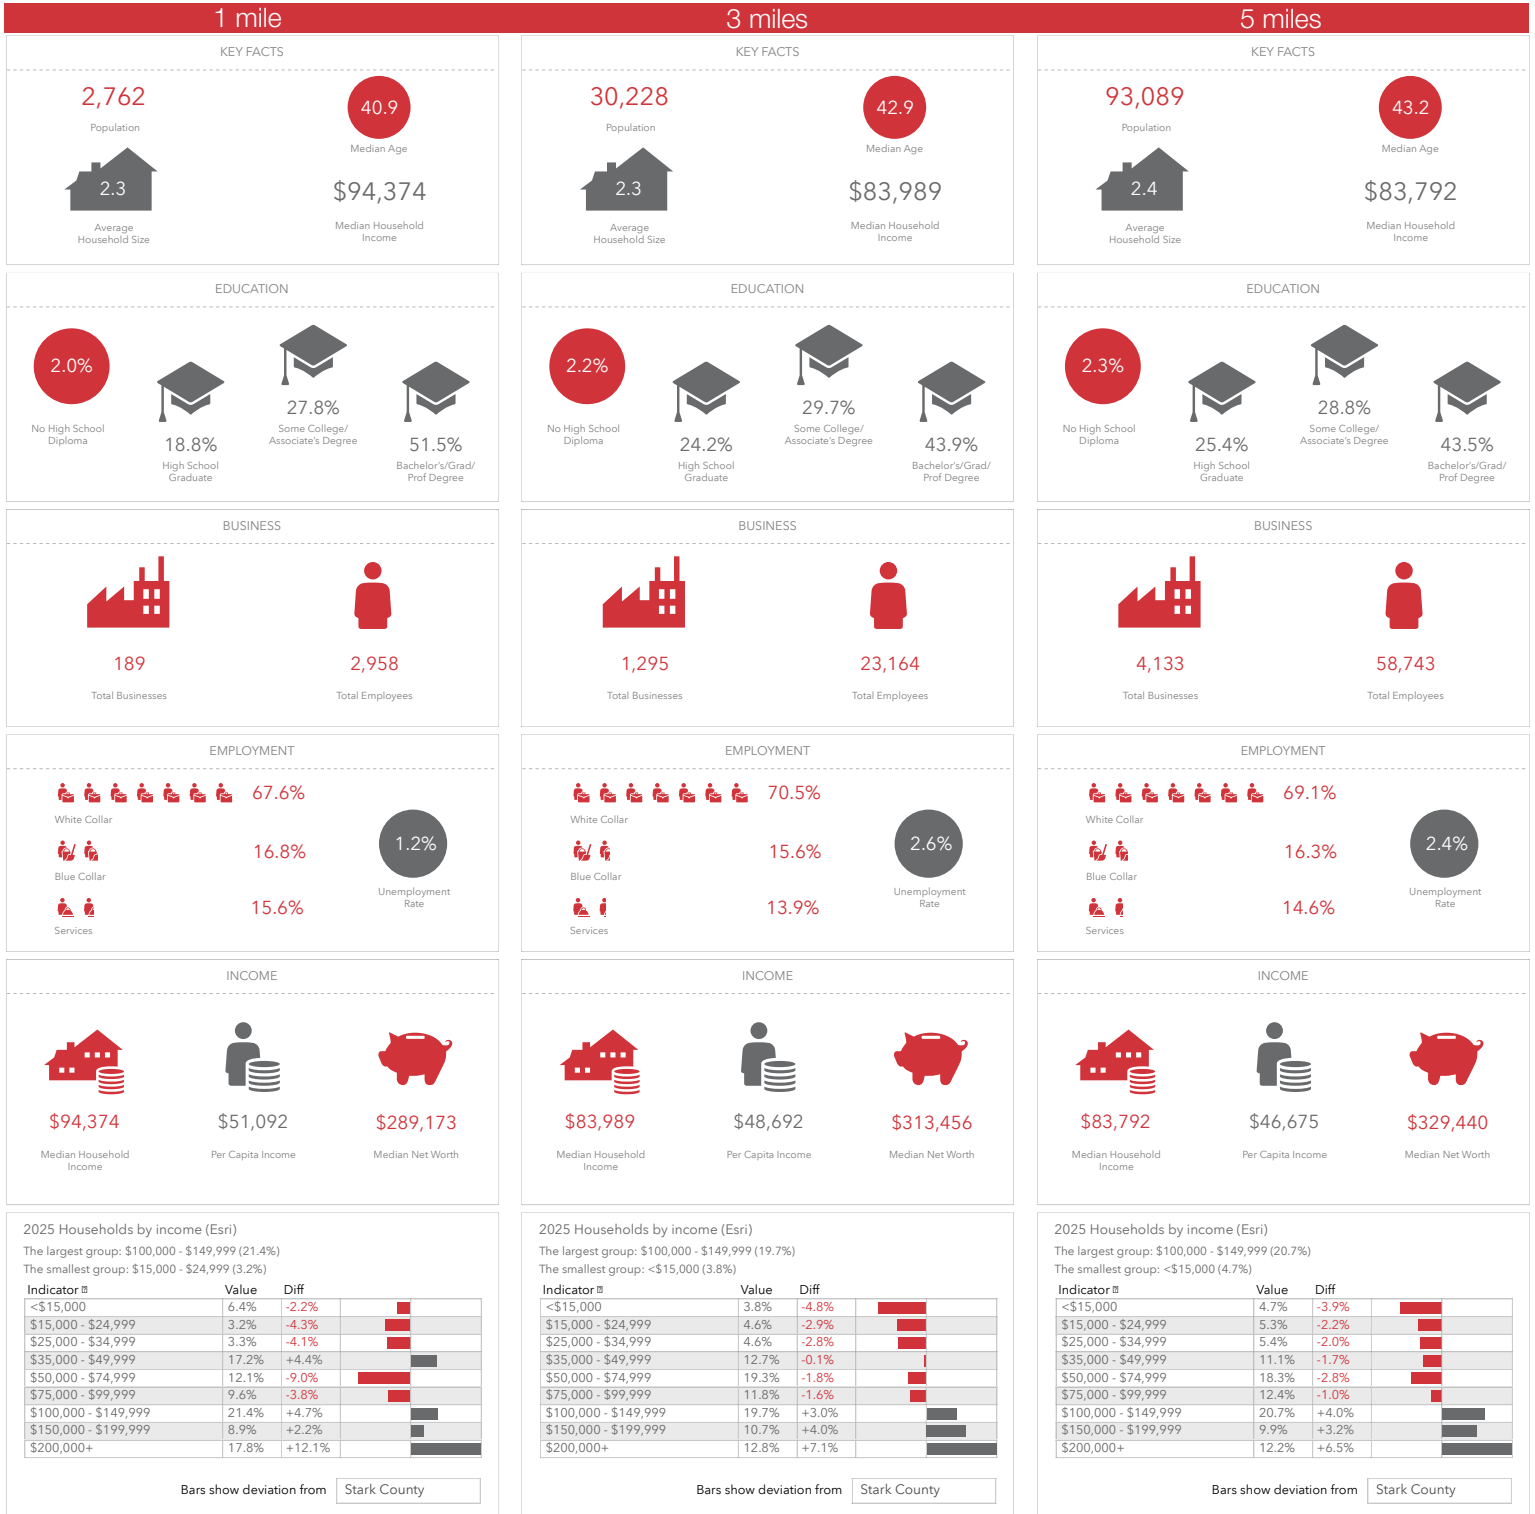 1 mile
KEY FACTS
2,762
Population
40.9
Median Age
2.3
Average
Household Size
$94,374
Median Household
Income
EDUCATION
2.0%
No High School
Diploma
18.8%
High School
Graduate
27.8%
Some College/
Associate's Degree
51.5%
Bachelor's/Grad/
Prof Degree
BUSINESS
189
Total Businesses
2,958
Total Employees
EMPLOYMENT
67.6%
White Collar
16.8%
Blue Collar
15.6%
Services
1.2%
Unemployment
Rate
INCOME
$94,374
Median Household
Income
$51,092
Per Capita Income
$289,173
Median Net Worth
2025 Households by income (Esri)
The largest group: $100,000 - $149,999 (21.4%)
The smallest group: $15,000 - $24,999 (3.2%)
Indicator Value Diff
<$15,000 6.4% -2.2%
$15,000 - $24,999 3.2% -4.3%
$25,000 - $34,999 3.3% -4.1%
$35,000 - $49,999 17.2% +4.4%
$50,000 - $74,999 12.1% -9.0%
$75,000 - $99,999 9.6% -3.8%
$100,000 - $149,999 21.4% +4.7%
$150,000 - $199,999 8.9% +2.2%
$200,000+ 17.8% +12.1%
Bars show deviation from Stark County
3 miles
KEY FACTS
30,228
Population
42.9
Median Age
2.3
Average
Household Size
$83,989
Median Household
Income
EDUCATION
2.2%
No High School
Diploma
24.2%
High School
Graduate
29.7%
Some College/
Associate's Degree
43.9%
Bachelor's/Grad/
Prof Degree
BUSINESS
1,295
Total Businesses
23,164
Total Employees
EMPLOYMENT
70.5%
White Collar
15.6%
Blue Collar
13.9%
Services
2.6%
Unemployment
Rate
INCOME
$83,989
Median Household
Income
$48,692
Per Capita Income
$313,456
Median Net Worth
2025 Households by income (Esri)
The largest group: $100,000 - $149,999 (19.7%)
The smallest group: <$15,000 (3.8%)
Indicator Value Diff
<$15,000 3.8% -4.8%
$15,000 - $24,999 4.6% -2.9%
$25,000 - $34,999 4.6% -2.8%
$35,000 - $49,999 12.7% -0.1%
$50,000 - $74,999 19.3% -1.8%
$75,000 - $99,999 11.8% -1.6%
$100,000 - $149,999 19.7% +3.0%
$150,000 - $199,999 10.7% +4.0%
$200,000+ 12.8% +7.1%
Bars show deviation from Stark County
5 miles
KEY FACTS
93,089
Population
43.2
Median Age
2.4
Average
Household Size
$83,792
Median Household
Income
EDUCATION
2.3%
No High School
Diploma
25.4%
High School
Graduate
28.8%
Some College/
Associate's Degree
43.5%
Bachelor's/Grad/
Prof Degree
BUSINESS
4,133
Total Businesses
58,743
Total Employees
EMPLOYMENT
69.1%
White Collar
16.3%
Blue Collar
14.6%
Services
2.4%
Unemployment
Rate
INCOME
$83,792
Median Household
Income
$46,675
Per Capita Income
$329,440
Median Net Worth
2025 Households by income (Esri)
The largest group: $100,000 - $149,999 (20.7%)
The smallest group: <$15,000 (4.7%)
Indicator Value Diff
<$15,000 4.7% -3.9%
$15,000 - $24,999 5.3% -2.2%
$25,000 - $34,999 5.4% -2.0%
$35,000 - $49,999 11.1% -1.7%
$50,000 - $74,999 18.3% -2.8%
$75,000 - $99,999 12.4% -1.0%
$100,000 - $149,999 20.7% +4.0%
$150,000 - $199,999 9.9% +3.2%
$200,000+ 12.2% +6.5%
Bars show deviation from Stark County